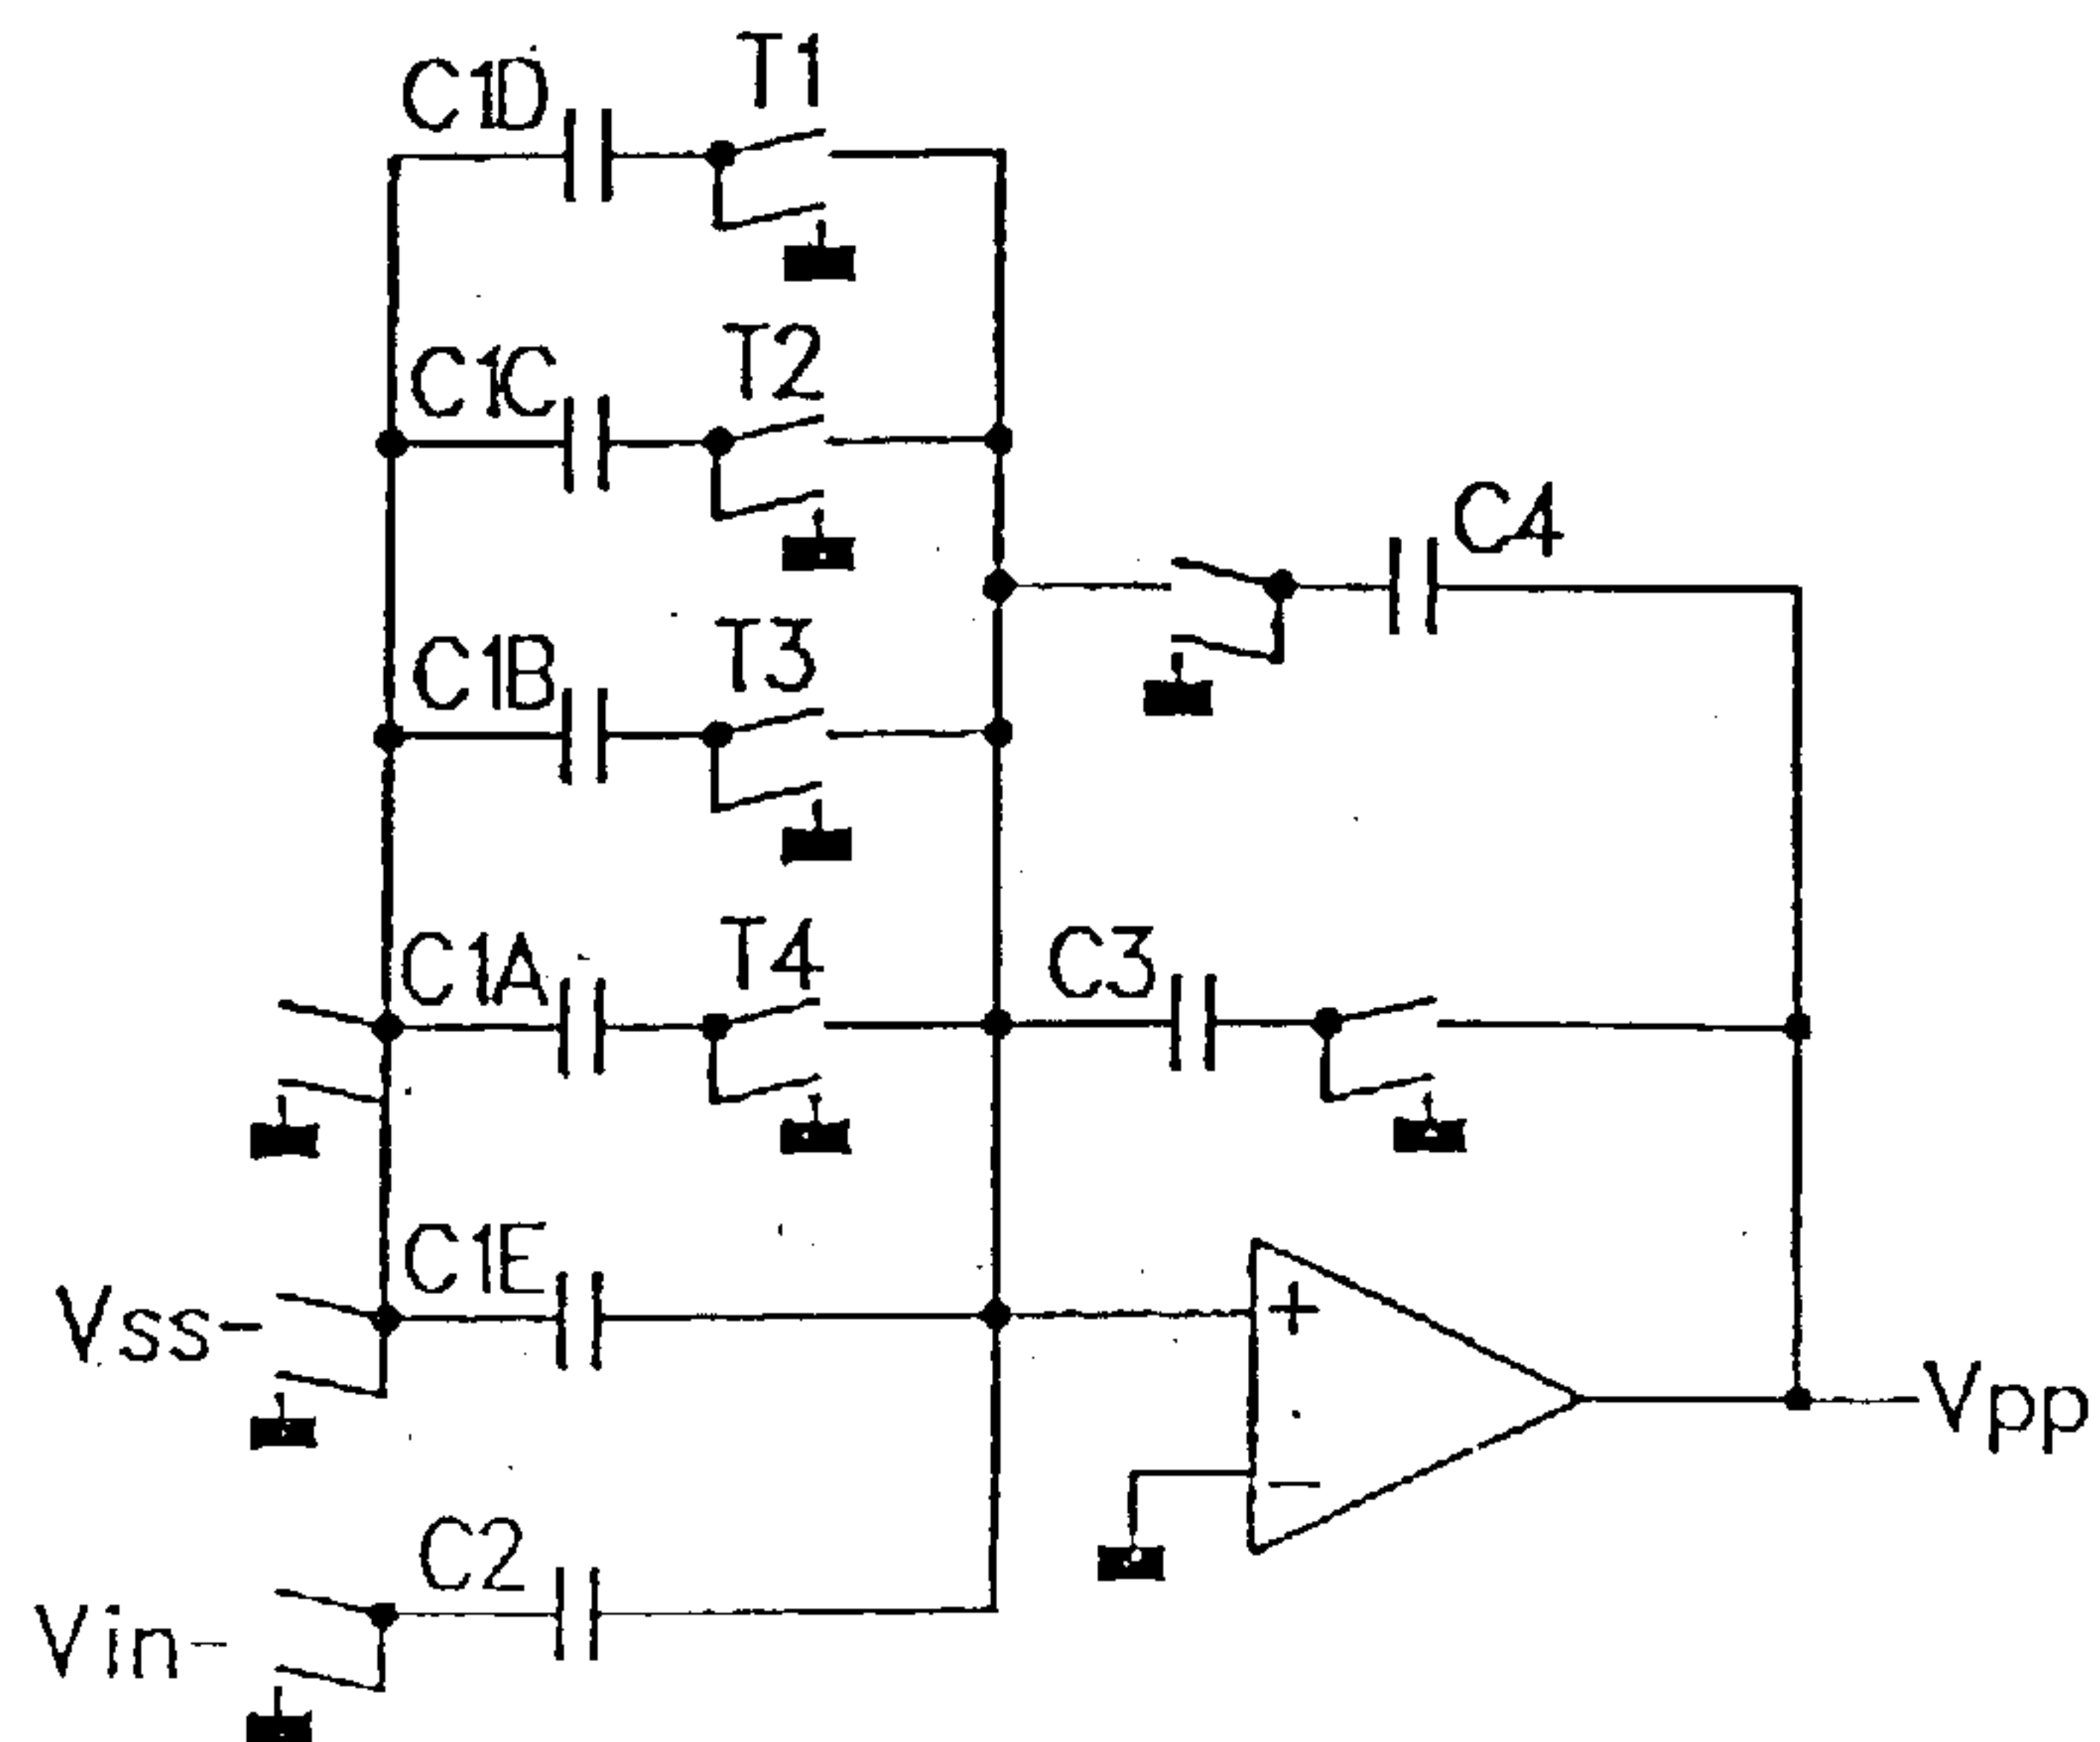 C1D T1
C1C T2
C4
C1B T3
C1A T4 C3
C1E
Vss-
+
Vpp
-
C2
Vin-